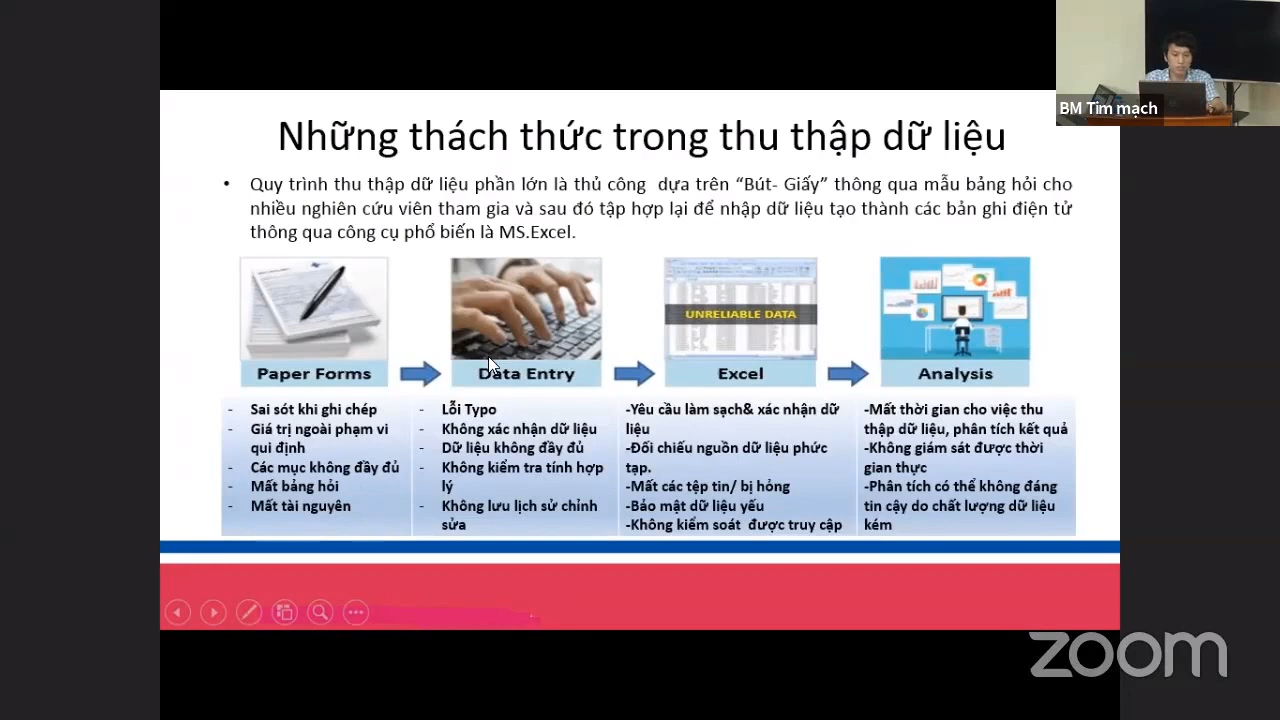 BM Tim mạch
Những thách thức trong thu thập dữ liệu
• Quy trình thu thập dữ liệu phần lớn là thủ công dựa trên “Bút- Giấy” thông qua mẫu bảng hỏi cho
nhiều nghiên cứu viên tham gia và sau đó tập hợp lại để nhập dữ liệu tạo thành các bản ghi điện tử
thông qua công cụ phổ biến là MS.Excel.
UNRELIABLE DATA
Paper Forms
Data Entry
Excel
Analysis
- Sai sót khi ghi chép
- Giá trị ngoài phạm vi
qui định
- Các mục không đầy đủ
- Mất bảng hỏi
- Mất tài nguyên
- Lỗi Typo
- Không xác nhận dữ liệu
- Dữ liệu không đầy đủ
- Không kiểm tra tính hợp
lý
- Không lưu lịch sử chỉnh
sửa
-Yêu cầu làm sạch& xác nhận dữ
liệu
-Đối chiếu nguồn dữ liệu phức
tạp.
-Mất các tệp tin/ bị hỏng
-Bảo mật dữ liệu yếu
-Không kiểm soát được truy cập
-Mất thời gian cho việc thu
thập dữ liệu, phân tích kết quả
-Không giám sát được thời
gian thực
-Phân tích có thể không đáng
tin cậy do chất lượng dữ liệu
kém
zoom